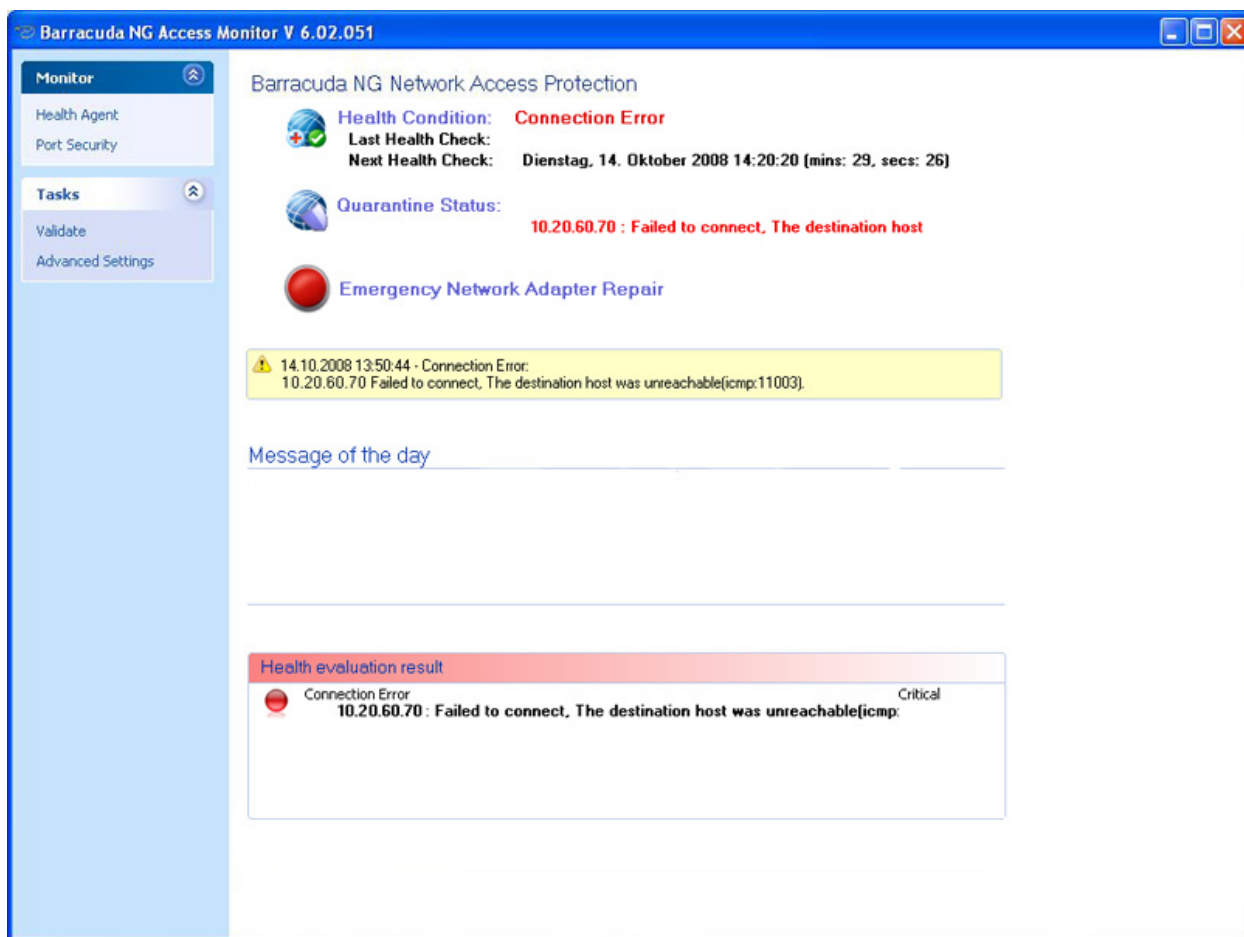 Barracuda NG Access Monitor V 6.02.051
Monitor
Health Agent
Port Security
Tasks
Validate
Advanced Settings
Barracuda NG Network Access Protection
Health Condition: Connection Error
Last Health Check:
Next Health Check: Dienstag, 14. Oktober 2008 14:20:20 (mins: 29, secs: 26)
Quarantine Status:
10.20.60.70 : Failed to connect, The destination host
Emergency Network Adapter Repair
14.10.2008 13:50:44 - Connection Error:
10.20.60.70 Failed to connect, The destination host was unreachable(icmp:11003).
Message of the day
Health evaluation result
Connection Error Critical
10.20.60.70 : Failed to connect, The destination host was unreachable(icmp: